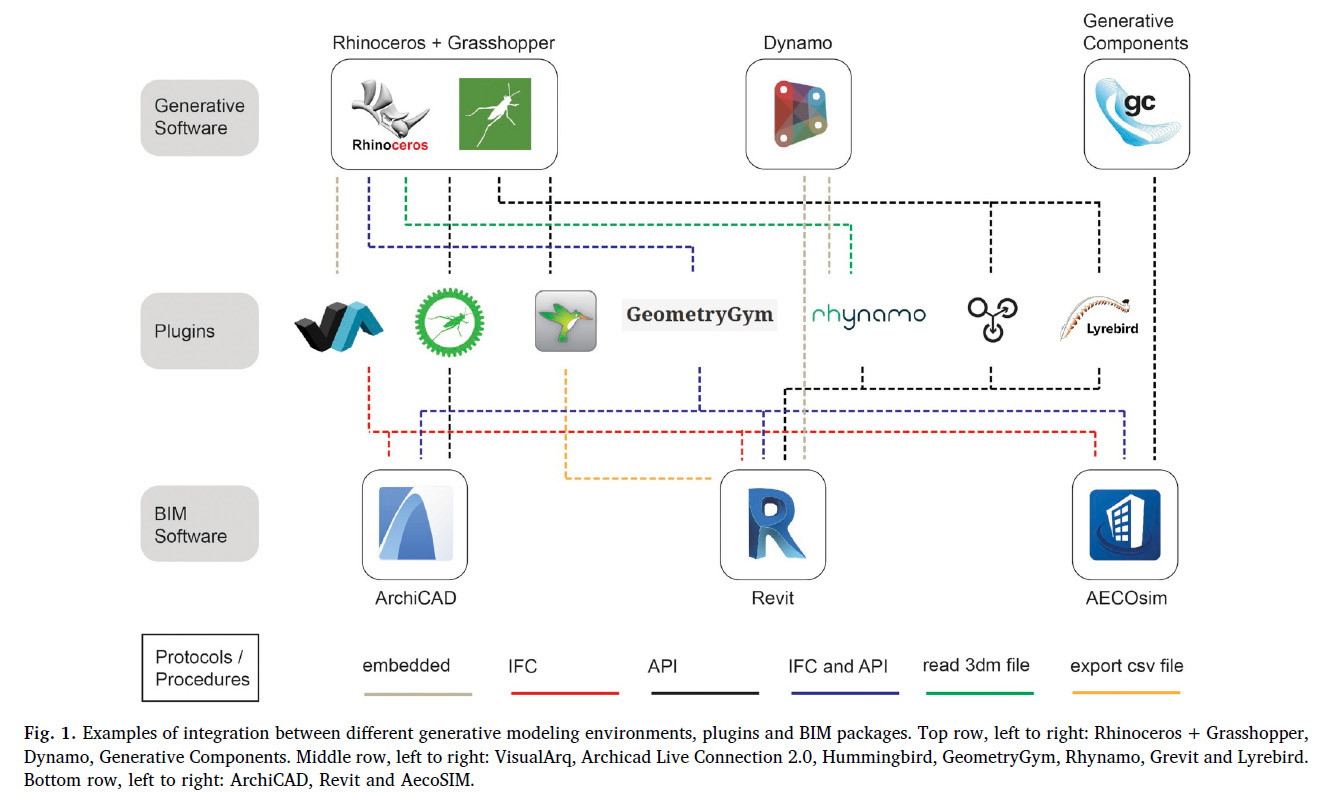 Rhinoceros + Grasshopper
Dynamo
Generative
Components
Generative
Software
Rhinoceros
gc
Plugins
GeometryGym
rhynamo
Lyrebird
BIM
Software
R
ArchiCAD
Revit
AECOsim
Protocols /
Procedures
embedded
IFC
API
IFC and API
read 3dm file
export csv file
Fig. 1. Examples of integration between different generative modeling environments, plugins and BIM packages. Top row, left to right: Rhinoceros + Grasshopper,
Dynamo, Generative Components. Middle row, left to right: VisualArq, Archicad Live Connection 2.0, Hummingbird, GeometryGym, Rhynamo, Grevit and Lyrebird.
Bottom row, left to right: ArchiCAD, Revit and AecoSIM.